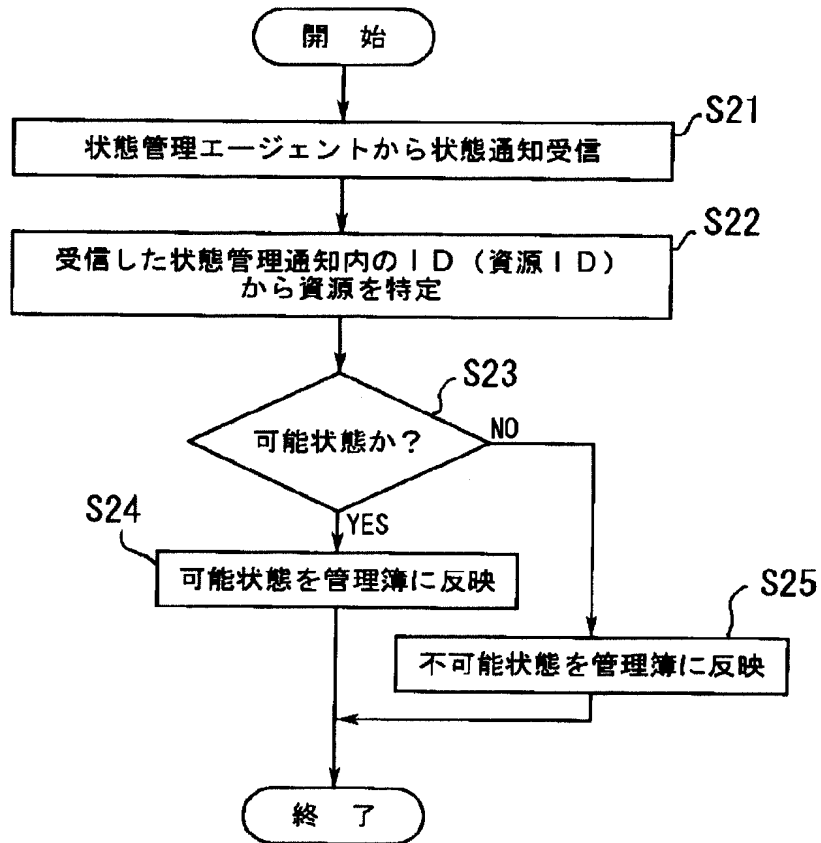 開 始
S21
状態管理エージェントから状態通知受信
S22
受信した状態管理通知内のＩＤ（資源ＩＤ）
から資源を特定
S23
可能状態か？
NO
YES
S24
可能状態を管理簿に反映
S25
不可能状態を管理簿に反映
終 了